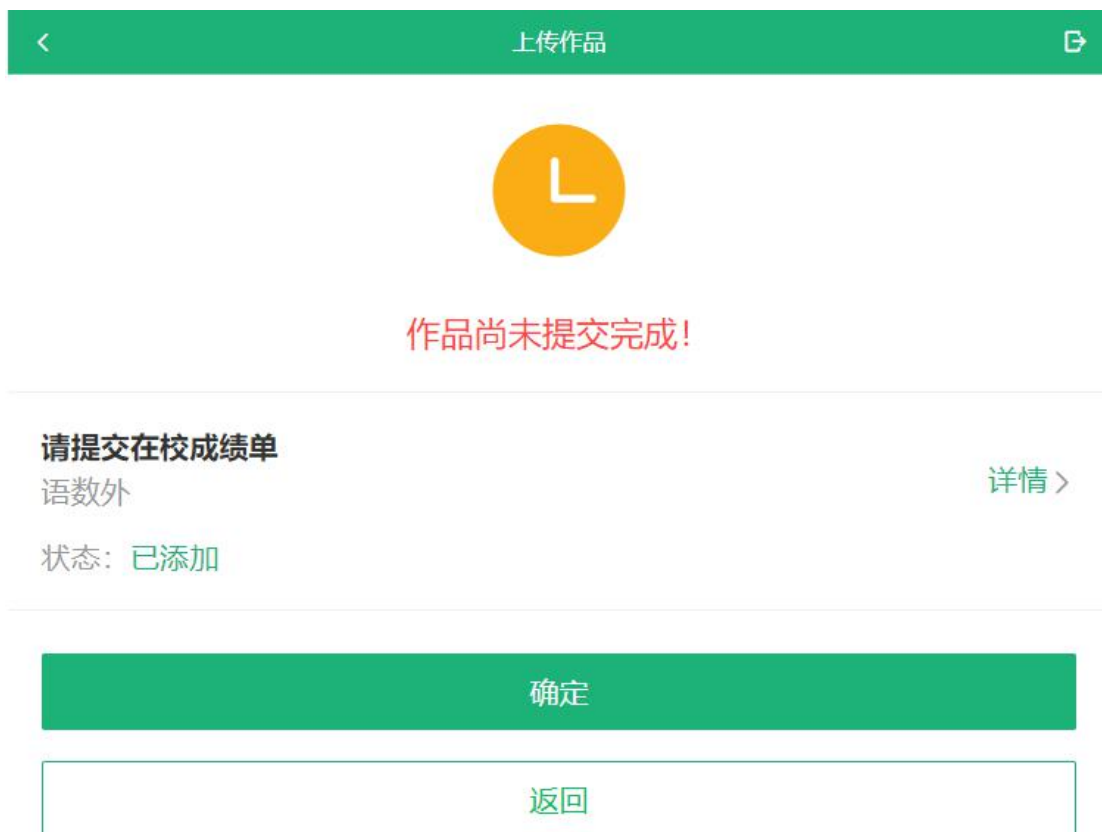 上传作品
作品尚未提交完成！
请提交在校成绩单
语数外
详情
状态：已添加
确定
返回